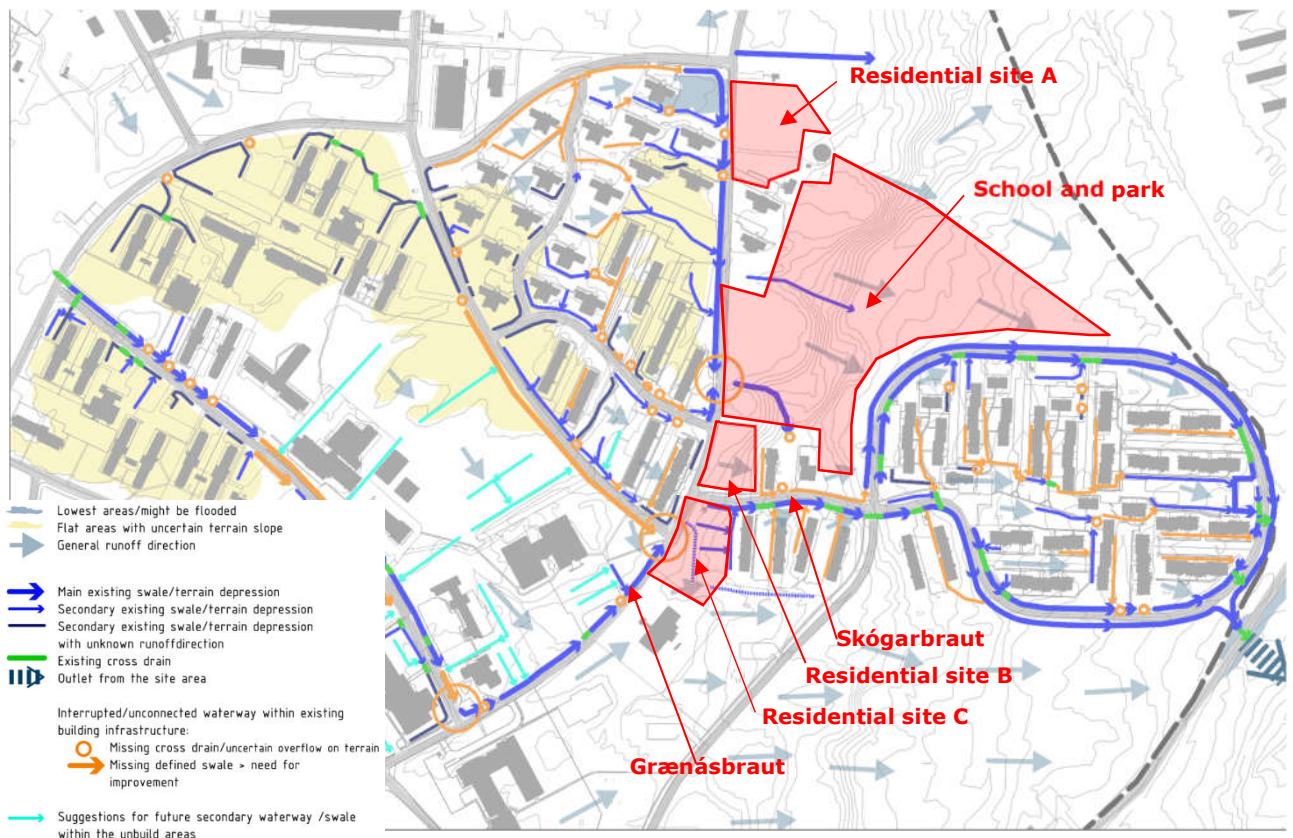 Residential site A
School and park
Skógarbraut
Residential site B
Residential site C
Grænásbraut
Lowest areas/might be flooded
Flat areas with uncertain terrain slope
General runoff direction
Main existing swale/terrain depression
Secondary existing swale/terrain depression
Secondary existing swale/terrain depression
with unknown runoffdirection
Existing cross drain
Outlet from the site area
Interrupted/unconnected waterway within existing
building infrastructure:
Missing cross drain/uncertain overflow on terrain
Missing defined swale > need for
improvement
Suggestions for future secondary waterway /swale
within the unbuild areas